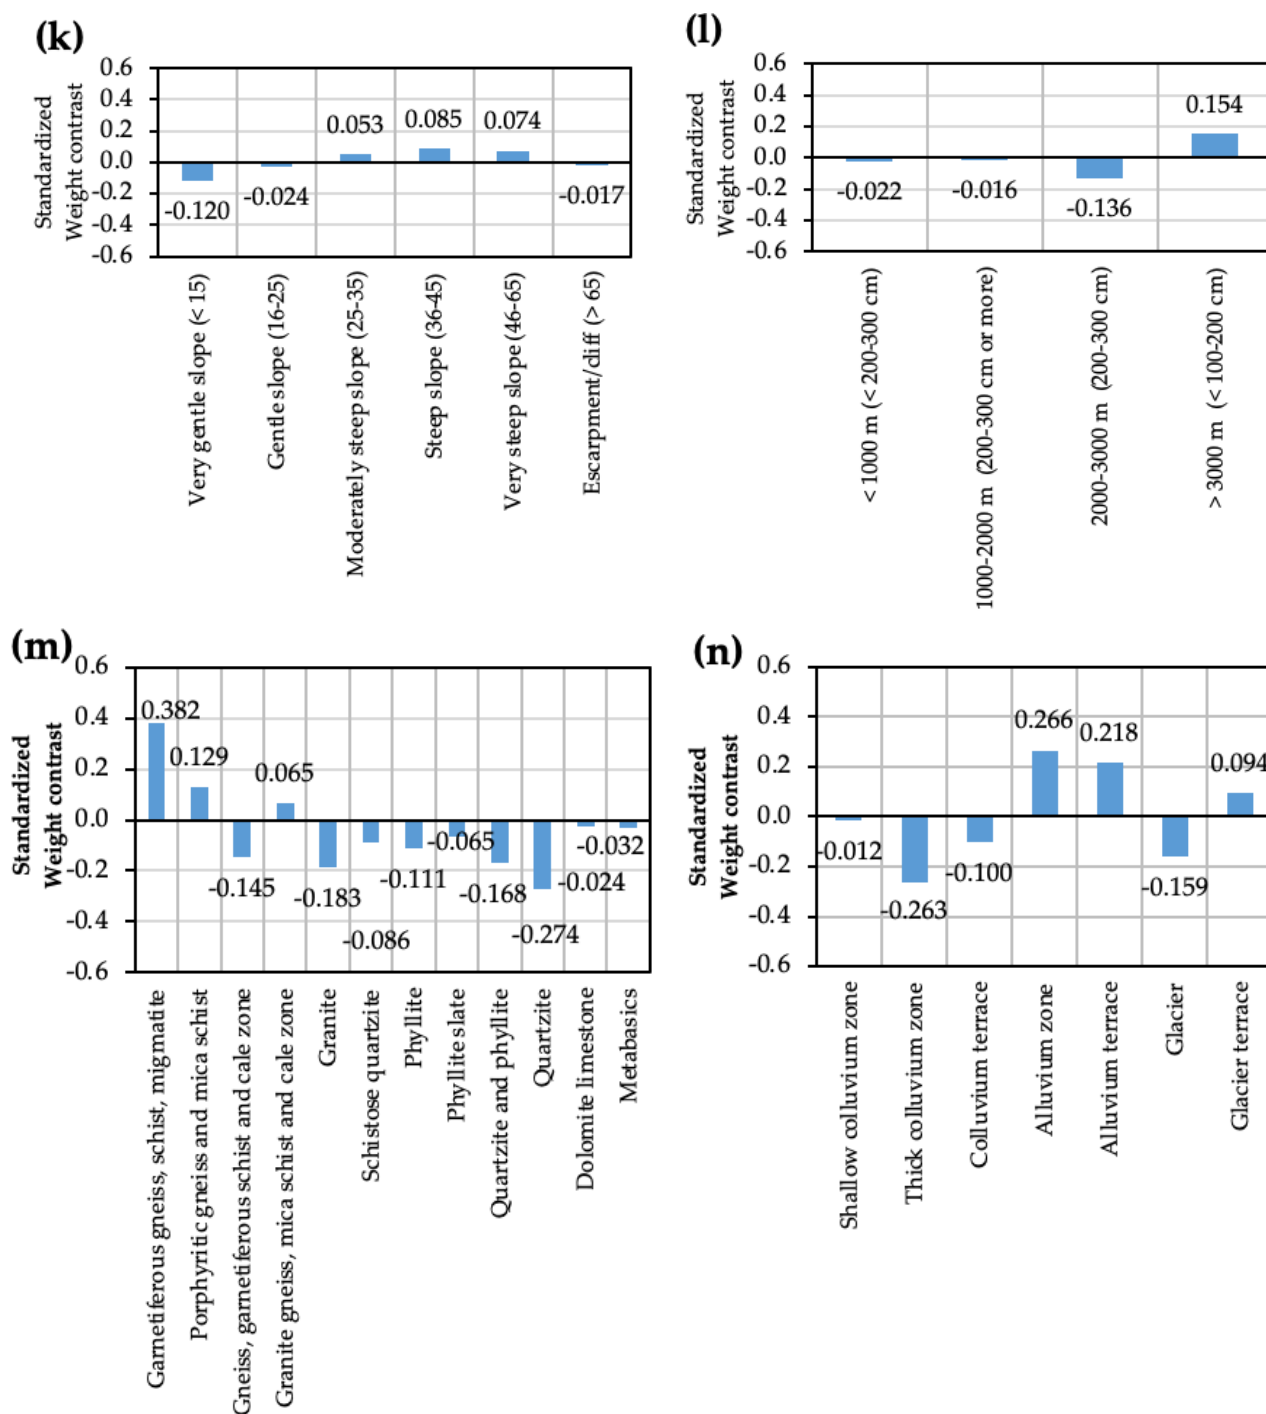 (k)
Standardized
Weight contrast
0.6
0.4
0.2
0.0
-0.2
-0.4
-0.6
-0.120
-0.024
0.053
0.085
0.074
-0.017
Very gentle slope (< 15)
Gentle slope (16-25)
Moderately steep slope (25-35)
Steep slope (36-45)
Very steep slope (46-65)
Escarpment/diff (> 65)
(l)
Standardized
Weight contrast
0.6
0.4
0.2
0.0
-0.2
-0.4
-0.6
-0.022
-0.016
-0.136
0.154
< 1000 m (< 200-300 cm)
1000-2000 m (200-300 cm or more)
2000-3000 m (200-300 cm)
> 3000 m (< 100-200 cm)
(m)
Standardized
Weight contrast
0.6
0.4
0.2
0.0
-0.2
-0.4
-0.6
0.382
0.129
-0.145
0.065
-0.183
-0.086
-0.111
-0.065
-0.168
-0.274
-0.024
-0.032
Garnetiferous gneiss, schist, migmatite
Porphyritic gneiss and mica schist
Gneiss, garnetiferous schist and cale zone
Granite gneiss, mica schist and cale zone
Granite
Schistose quartzite
Phyllite
Phyllite slate
Quartzite and phyllite
Quartzite
Dolomite limestone
Metabasics
(n)
Standardized
Weight contrast
0.6
0.4
0.2
0.0
-0.2
-0.4
-0.6
-0.012
-0.263
-0.100
0.266
0.218
-0.159
0.094
Shallow colluvium zone
Thick colluvium zone
Colluvium terrace
Alluvium zone
Alluvium terrace
Glacier
Glacier terrace